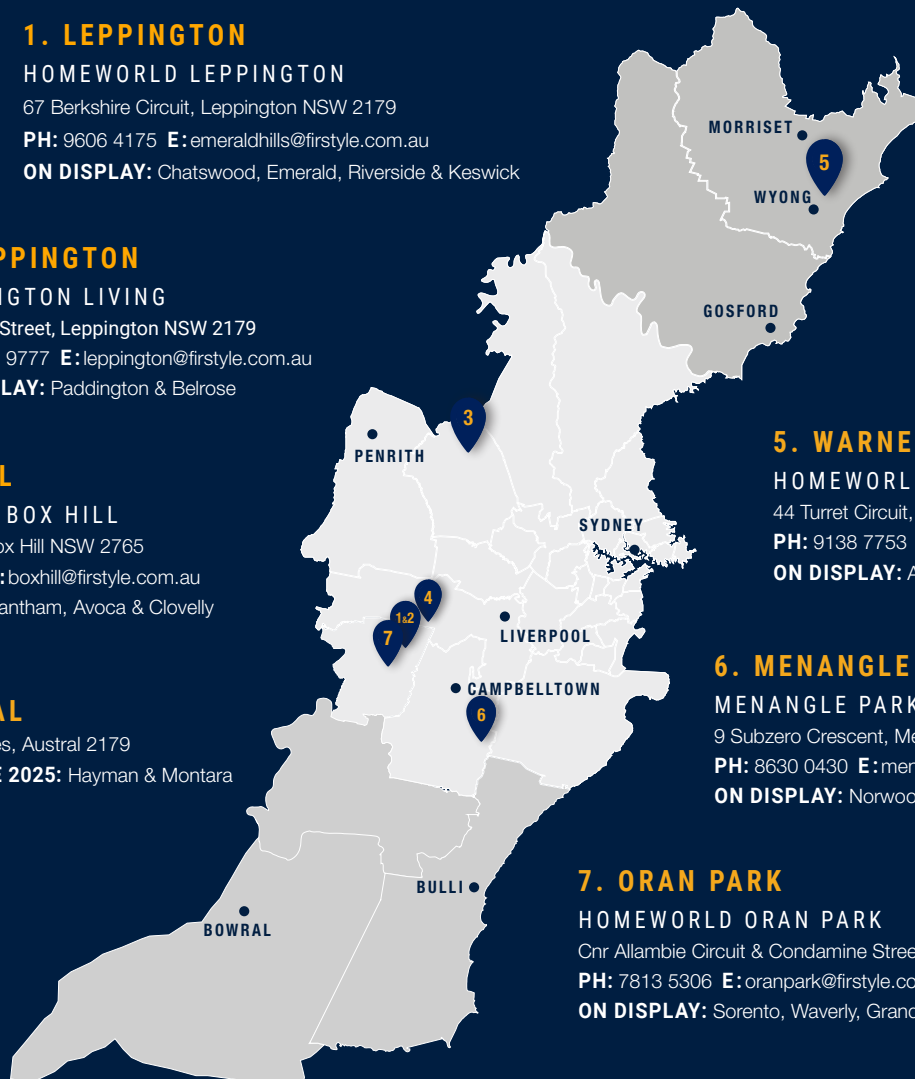 1. LEPPINGTON
HOMEWORLD LEPPINGTON
67 Berkshire Circuit, Leppington NSW 2179
PH: 9606 4175 E: emeraldhills@firstyle.com.au
ON DISPLAY: Chatswood, Emerald, Riverside & Keswick
PPINGTON
NGTON LIVING
Street, Leppington NSW 2179
9777 E: leppington@firstyle.com.au
LAY: Paddington & Belrose
L
BOX HILL
ox Hill NSW 2765
: boxhill@firstyle.com.au
antham, Avoca & Clovelly
AL
es, Austral 2179
E 2025: Hayman & Montara
MORRISET
5
WYONG
GOSFORD
3
PENRITH
SYDNEY
4
1&2
7
LIVERPOOL
CAMPBELLTOWN
6
BULLI
BOWRAL
5. WARNE
HOMEWORL
44 Turret Circuit,
PH: 9138 7753
ON DISPLAY: A
6. MENANGLE
MENANGLE PARK
9 Subzero Crescent, Me
PH: 8630 0430 E: men
ON DISPLAY: Norwoo
7. ORAN PARK
HOMEWORLD ORAN PARK
Cnr Allambie Circuit & Condamine Stree
PH: 7813 5306 E: oranpark@firstyle.co
ON DISPLAY: Sorento, Waverly, Grand